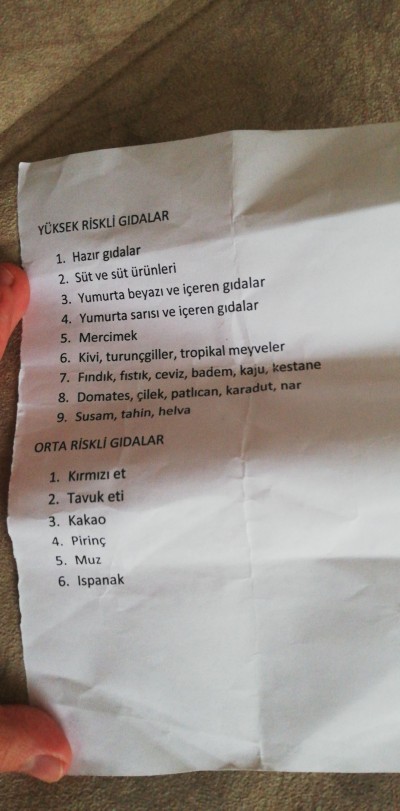 YÜKSEK RİSKLİ GIDALAR
1. Hazır gıdalar
2. Süt ve süt ürünleri
3. Yumurta beyazı ve içeren gıdalar
4. Yumurta sarısı ve içeren gıdalar
5. Mercimek
6. Kivi, turunçgiller, tropikal meyveler
7. Fındık, fıstık, ceviz, badem, kaju, kestane
8. Domates, çilek, patlıcan, karadut, nar
9. Susam, tahin, helva
ORTA RİSKLİ GIDALAR
1. Kırmızı et
2. Tavuk eti
3. Kakao
4. Pirinç
5. Muz
6. Ispanak